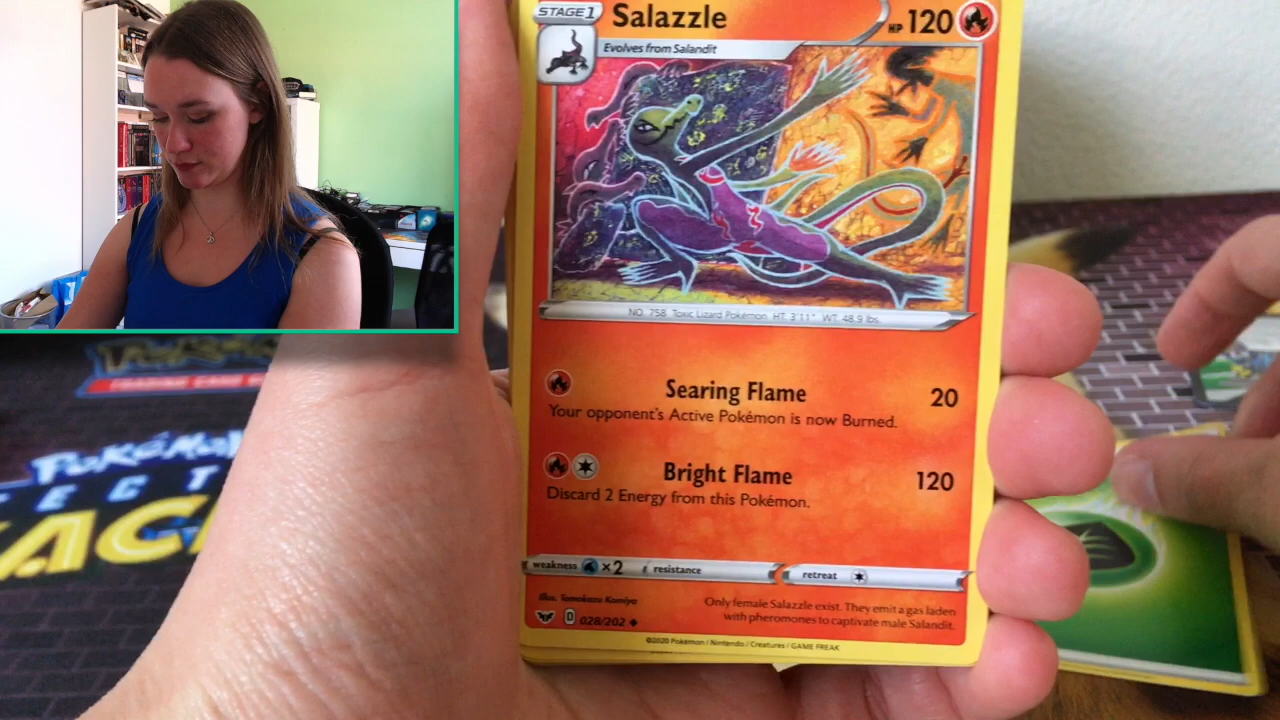 STAGE 1
Salazzle
HP 120
Evolves from Salandit
NO. 758 Toxic Lizard Pokémon HT. 3'11" WT. 48.9 lbs.
Searing Flame 20
Your opponent's Active Pokémon is now Burned.
Bright Flame 120
Discard 2 Energy from this Pokémon.
weakness ×2 resistance retreat
Illus. Tomokazu Komiya
Only female Salazzle exist. They emit a gas laden
with pheromones to captivate male Salandit.
D 028/202
©2020 Pokémon / Nintendo / Creatures / GAME FREAK
POKÉMON